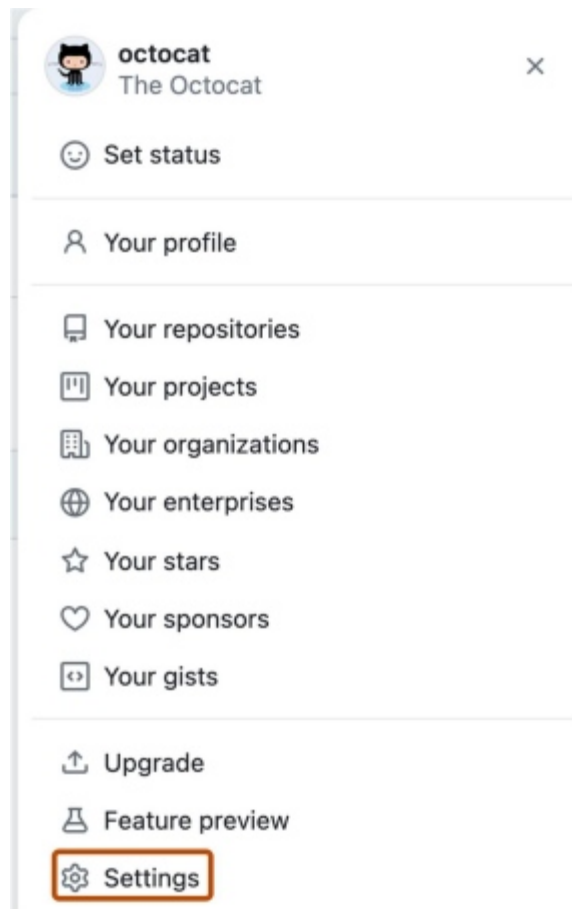 octocat
The Octocat
Set status
Your profile
Your repositories
Your projects
Your organizations
Your enterprises
Your stars
Your sponsors
Your gists
Upgrade
Feature preview
Settings